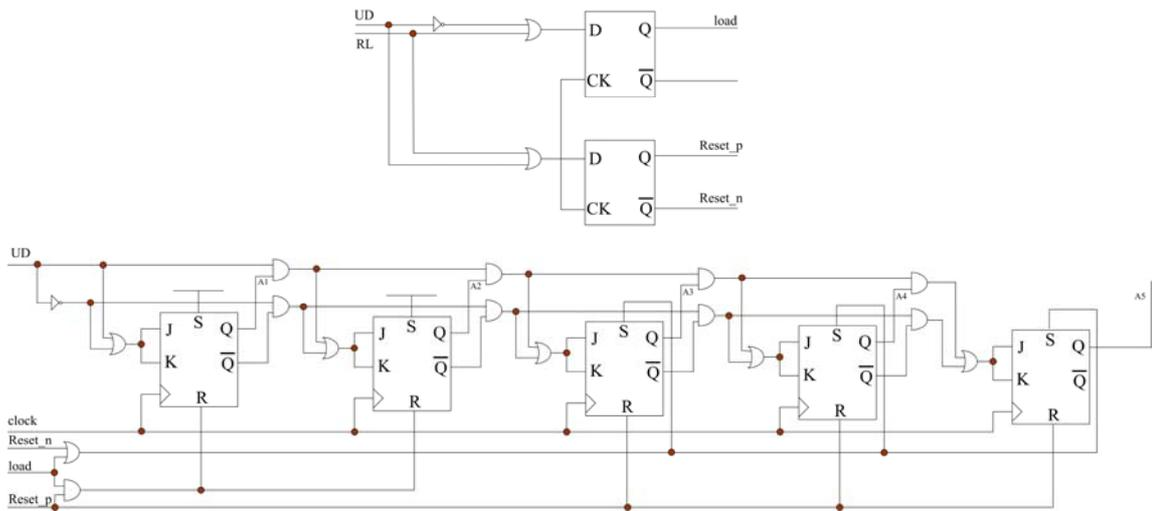 UD
RL
load
D Q
CK Q
Reset_p
D Q
Reset_n
CK Q
UD
A1 A2 A3 A4 A5
J S Q J S Q J S Q J S Q J S Q
K Q K Q K Q K Q K Q
R R R R R
clock
Reset_n
load
Reset_p